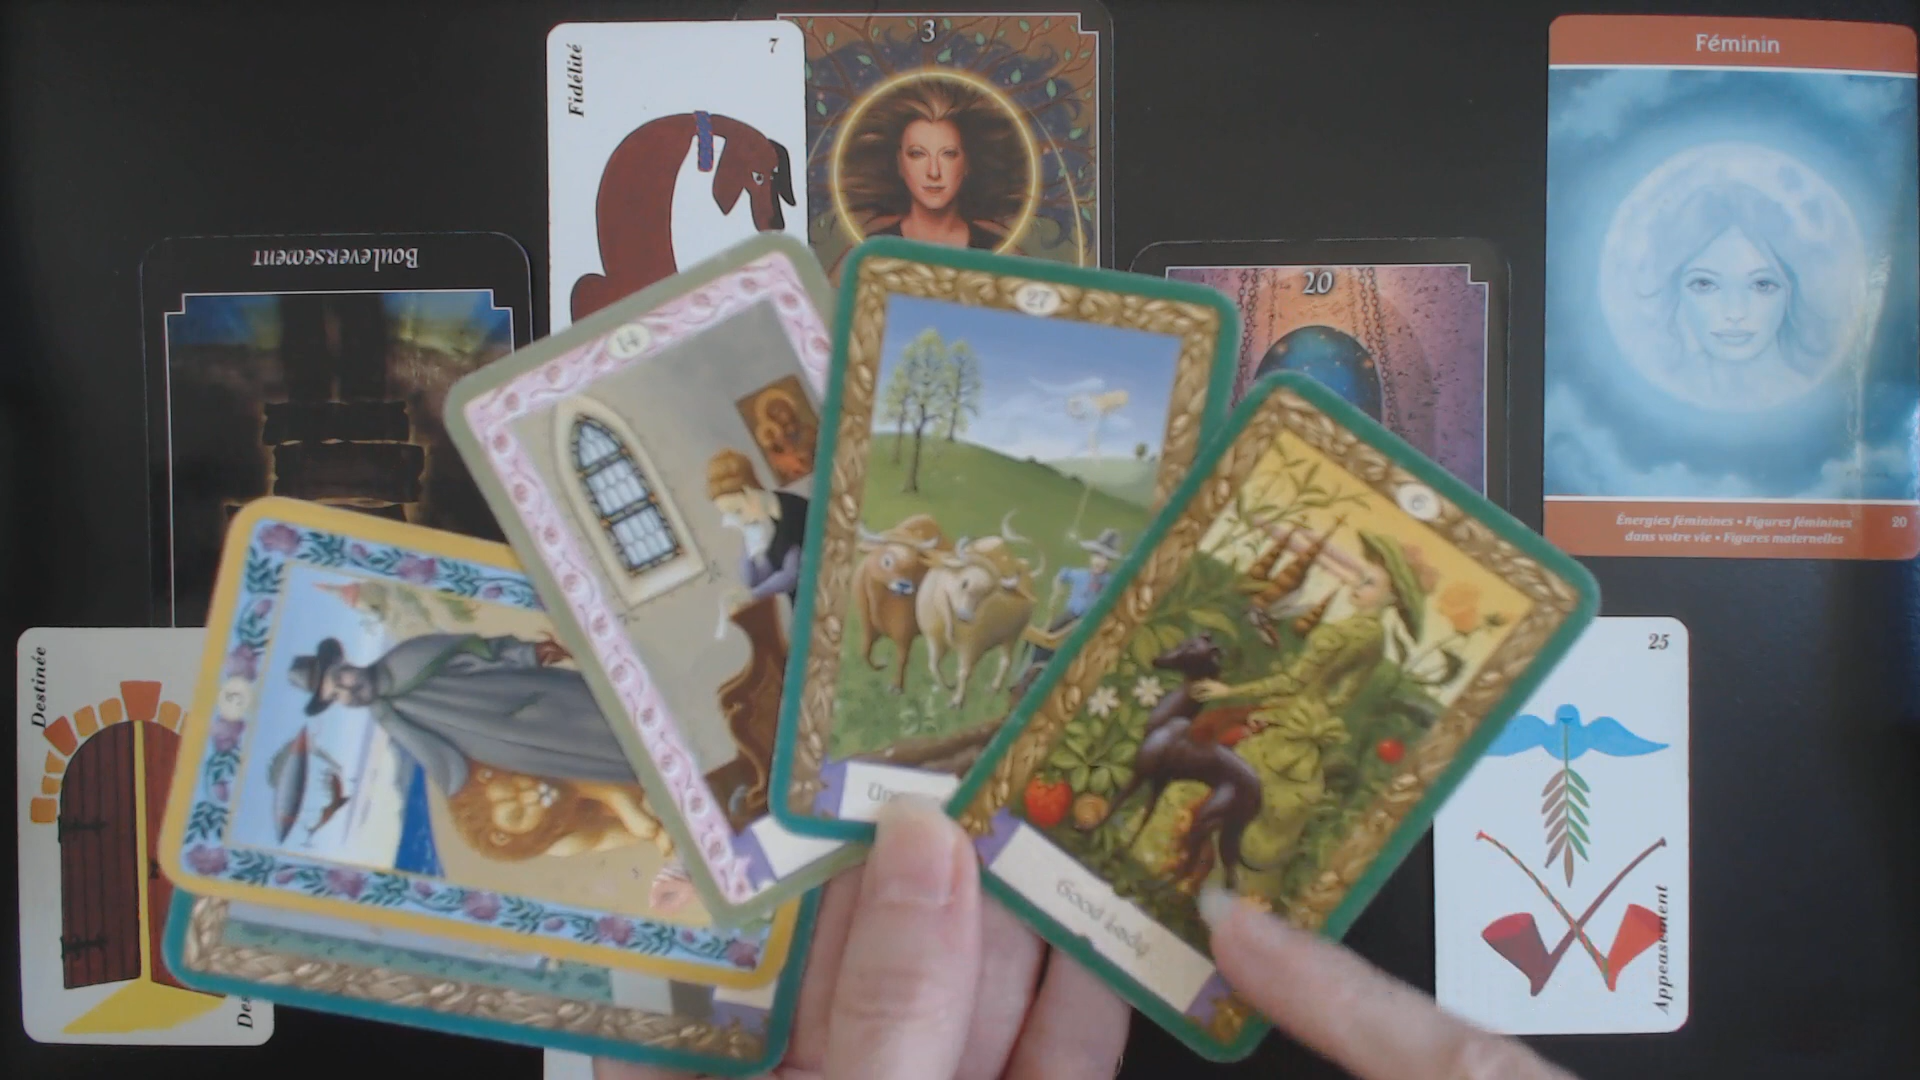 Fidélité
7
3
Féminin
Bouleversement
20
14
27
Énergies féminines • Figures féminines
dans votre vie • Figures maternelles
20
6
Destinée
25
Good Lady
Appeasement